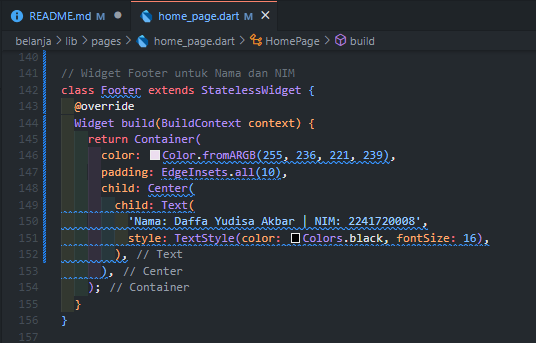 README.md M ● home_page.dart M ×
belanja > lib > pages > home_page.dart > HomePage > build
140
141 // Widget Footer untuk Nama dan NIM
142 class Footer extends StatelessWidget {
143 @override
144 Widget build(BuildContext context) {
145 return Container(
146 color: Color.fromARGB(255, 236, 221, 239),
147 padding: EdgeInsets.all(10),
148 child: Center(
149 child: Text(
150 'Nama: Daffa Yudisa Akbar | NIM: 2241720008',
151 style: TextStyle(color: Colors.black, fontSize: 16),
152 ), // Text
153 ), // Center
154 ); // Container
155 }
156 }
157